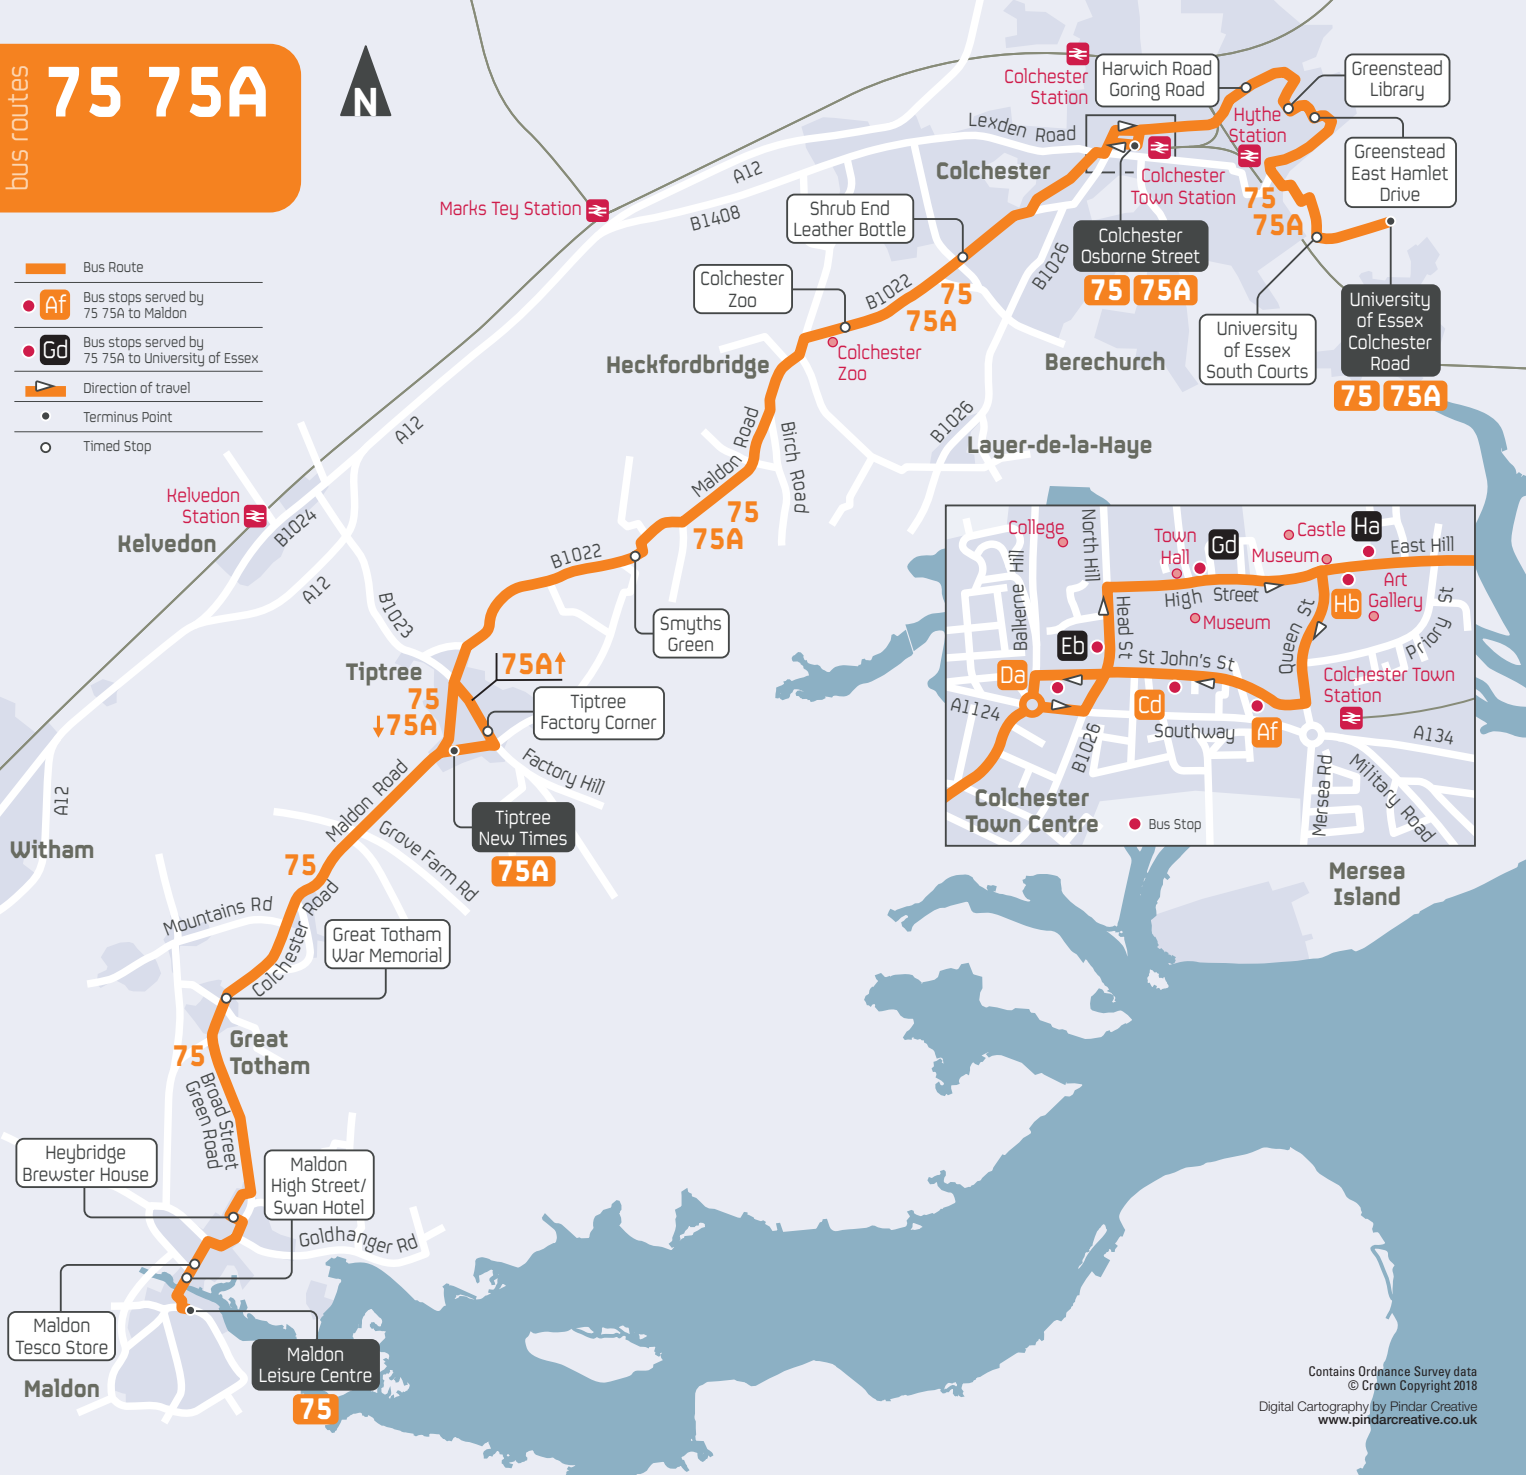 bus routes
75 75A
N
Bus Route
Af
Bus stops served by
75 75A to Maldon
Gd
Bus stops served by
75 75A to University of Essex
Direction of travel
Terminus Point
Timed Stop
Colchester
Station
Harwich Road
Goring Road
Greenstead
Library
Hythe
Station
Greenstead
East Hamlet
Drive
Lexden Road
Colchester
Colchester
Town Station
75
75A
A12
B1408
Marks Tey Station
Shrub End
Leather Bottle
Colchester
Osborne Street
75 75A
B1026
University
of Essex
Colchester
Road
75 75A
University
of Essex
South Courts
Colchester
Zoo
B1022
75
75A
Colchester
Zoo
Heckfordbridge
Berechurch
B1026
Layer-de-la-Haye
A12
Maldon Road
Birch Road
75
75A
Kelvedon
Station
Kelvedon
B1024
A12
B1023
B1022
Smyths
Green
Tiptree
75A↑
75
↓75A
Tiptree
Factory Corner
Factory Hill
Maldon Road
Tiptree
New Times
75A
Grove Farm Rd
A12
Witham
75
Mountains Rd
Colchester Road
Great Totham
War Memorial
Great
Totham
75
Broad Street
Green Road
Heybridge
Brewster House
Maldon
High Street/
Swan Hotel
Goldhanger Rd
Maldon
Tesco Store
Maldon
Maldon
Leisure Centre
75
College
North Hill
Town
Hall
Gd
Castle
Ha
Museum
East Hill
Balkerne Hill
High Street
Hb
Art
Gallery
Head St
Museum
Queen St
Priory St
Eb
St John's St
Da
Colchester Town
Station
A1124
Cd
Af
Southway
A134
B1026
Mersea Rd
Military Road
Colchester
Town Centre
Bus Stop
Mersea
Island
Contains Ordnance Survey data
© Crown Copyright 2018
Digital Cartography by Pindar Creative
www.pindarcreative.co.uk